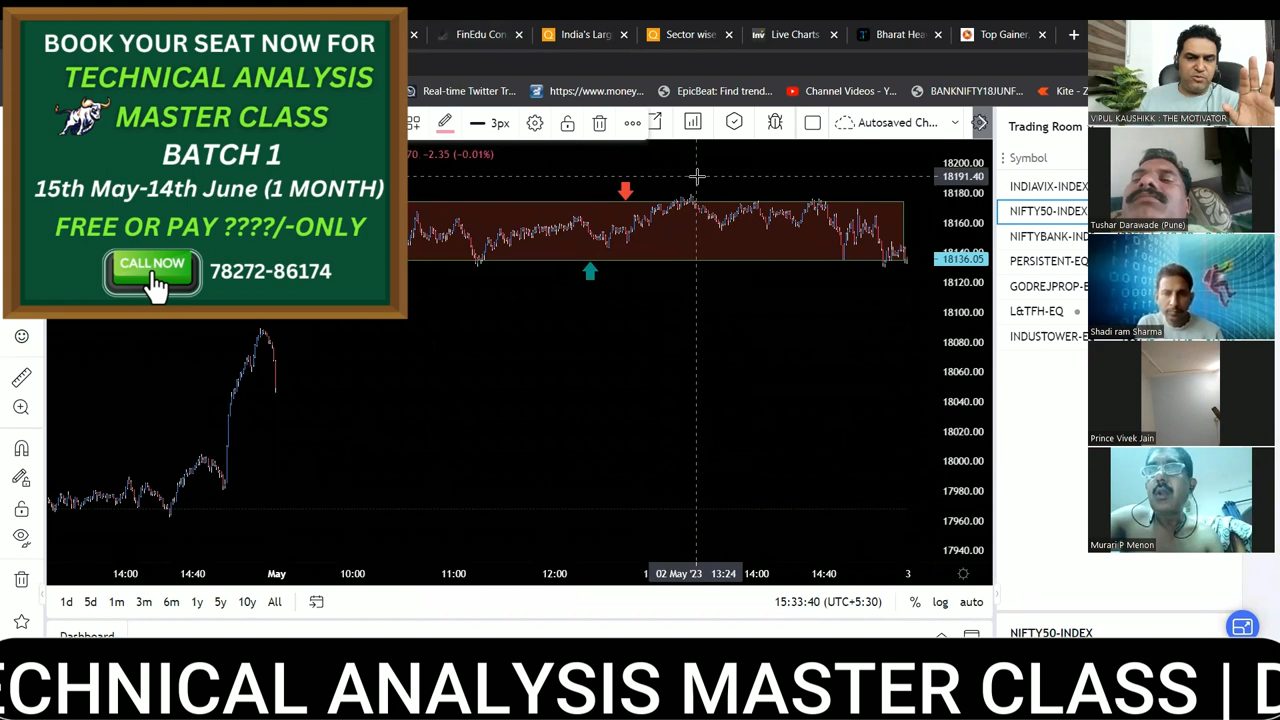 BOOK YOUR SEAT NOW FOR
TECHNICAL ANALYSIS
MASTER CLASS
BATCH 1
15th May-14th June (1 MONTH)
FREE OR PAY ????/-ONLY
CALL NOW
78272-86174
FinEdu Con
India's Larg
Sector wise
Live Charts
Bharat Hea
Top Gainer
Real-time Twitter Tr...
https://www.money...
EpicBeat: Find trend...
Channel Videos - Y...
BANKNIFTY18JUNF...
Kite - Z
3px
Autosaved Ch...
70 −2.35 (−0.01%)
18200.00
18191.40
18180.00
18160.00
18140.00
18136.05
18120.00
18100.00
18080.00
18060.00
18040.00
18020.00
18000.00
17980.00
17960.00
17940.00
14:00
14:40
May
10:00
11:00
12:00
02 May '23 13:24
14:00
14:40
3
1d 5d 1m 3m 6m 1y 5y 10y All
15:33:40 (UTC+5:30)
% log auto
Dashboard
Trading Room
Symbol
INDIAVIX-INDEX
NIFTY50-INDEX
NIFTYBANK-IND
PERSISTENT-EQ
GODREJPROP-E
L&TFH-EQ
INDUSTOWER-E
NIFTY50-INDEX
VIPUL KAUSHIKK : THE MOTIVATOR
Tushar Darawade (Pune)
Shadi ram Sharma
Prince Vivek Jain
Murari P Menon
ECHNICAL ANALYSIS MASTER CLASS | D